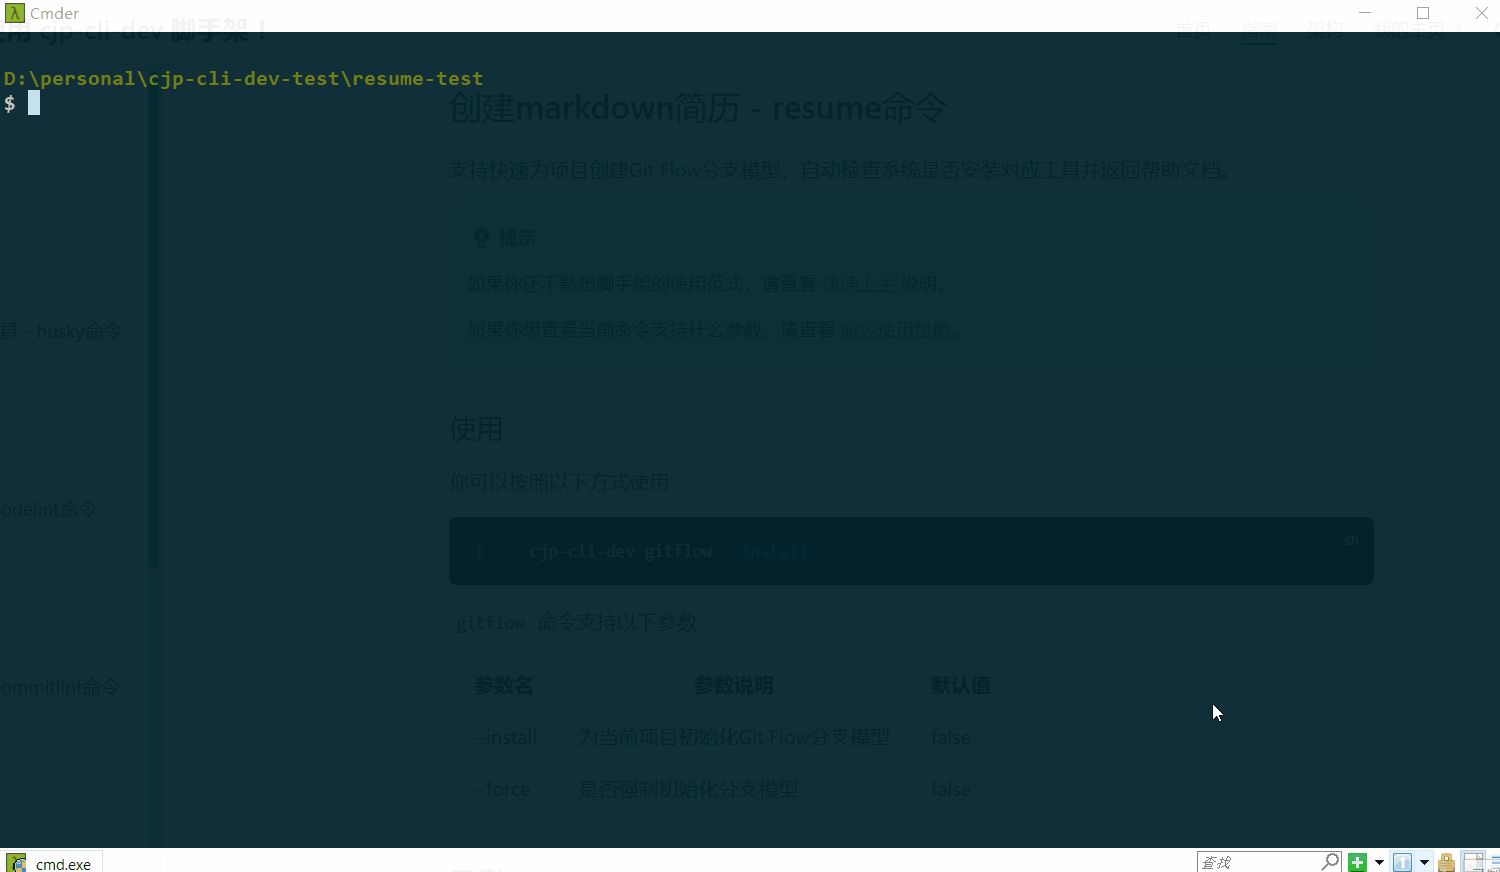 Cmder
用 cjp-cli-dev 脚手架！
首页 指南 架构 我的主页
D:\personal\cjp-cli-dev-test\resume-test
$
创建markdown简历 - resume命令
支持快速为项目创建Git Flow分支模型，自动检查系统是否安装对应工具并返回帮助文档。
提示
如果你还不熟悉脚手架的使用范式，请查看 快速上手 说明。
具 - husky命令
如果你想查看当前命令支持什么参数，请查看 命令使用帮助。
使用
你可以按照以下方式使用
odelint命令
sh
1 cjp-cli-dev gitflow --install
gitflow 命令支持以下参数
ommitlint命令
参数名 参数说明 默认值
--install 为当前项目初始化Git Flow分支模型 false
--force 是否强制初始化分支模型 false
cmd.exe
查找